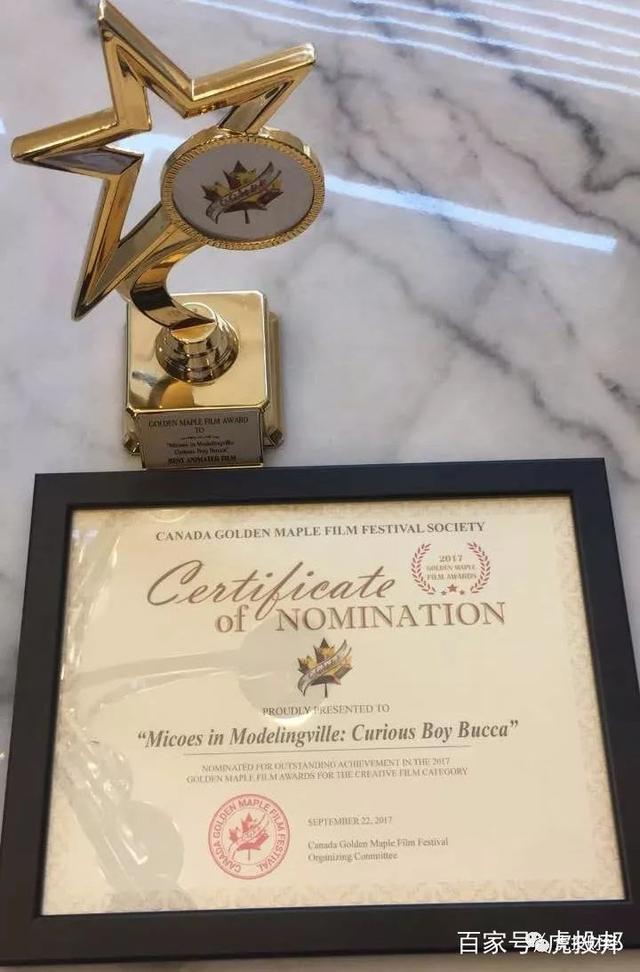 GOLDEN MAPLE FILM AWARD
TO
"Micoes in Modelingville
Curious Boy Bucca"
BEST ANIMATED FILM
CANADA GOLDEN MAPLE FILM FESTIVAL SOCIETY
2017
GOLDEN MAPLE
FILM AWARDS
Certificate
of NOMINATION
PROUDLY PRESENTED TO
"Micoes in Modelingville: Curious Boy Bucca"
NOMINATED FOR OUTSTANDING ACHIEVEMENT IN THE 2017
GOLDEN MAPLE FILM AWARDS FOR THE CREATIVE FILM CATEGORY
CANADA GOLDEN MAPLE FILM FESTIVAL
SEPTEMBER 22, 2017
Canada Golden Maple Film Festival
Organizing Committee
百家号
虎投邦